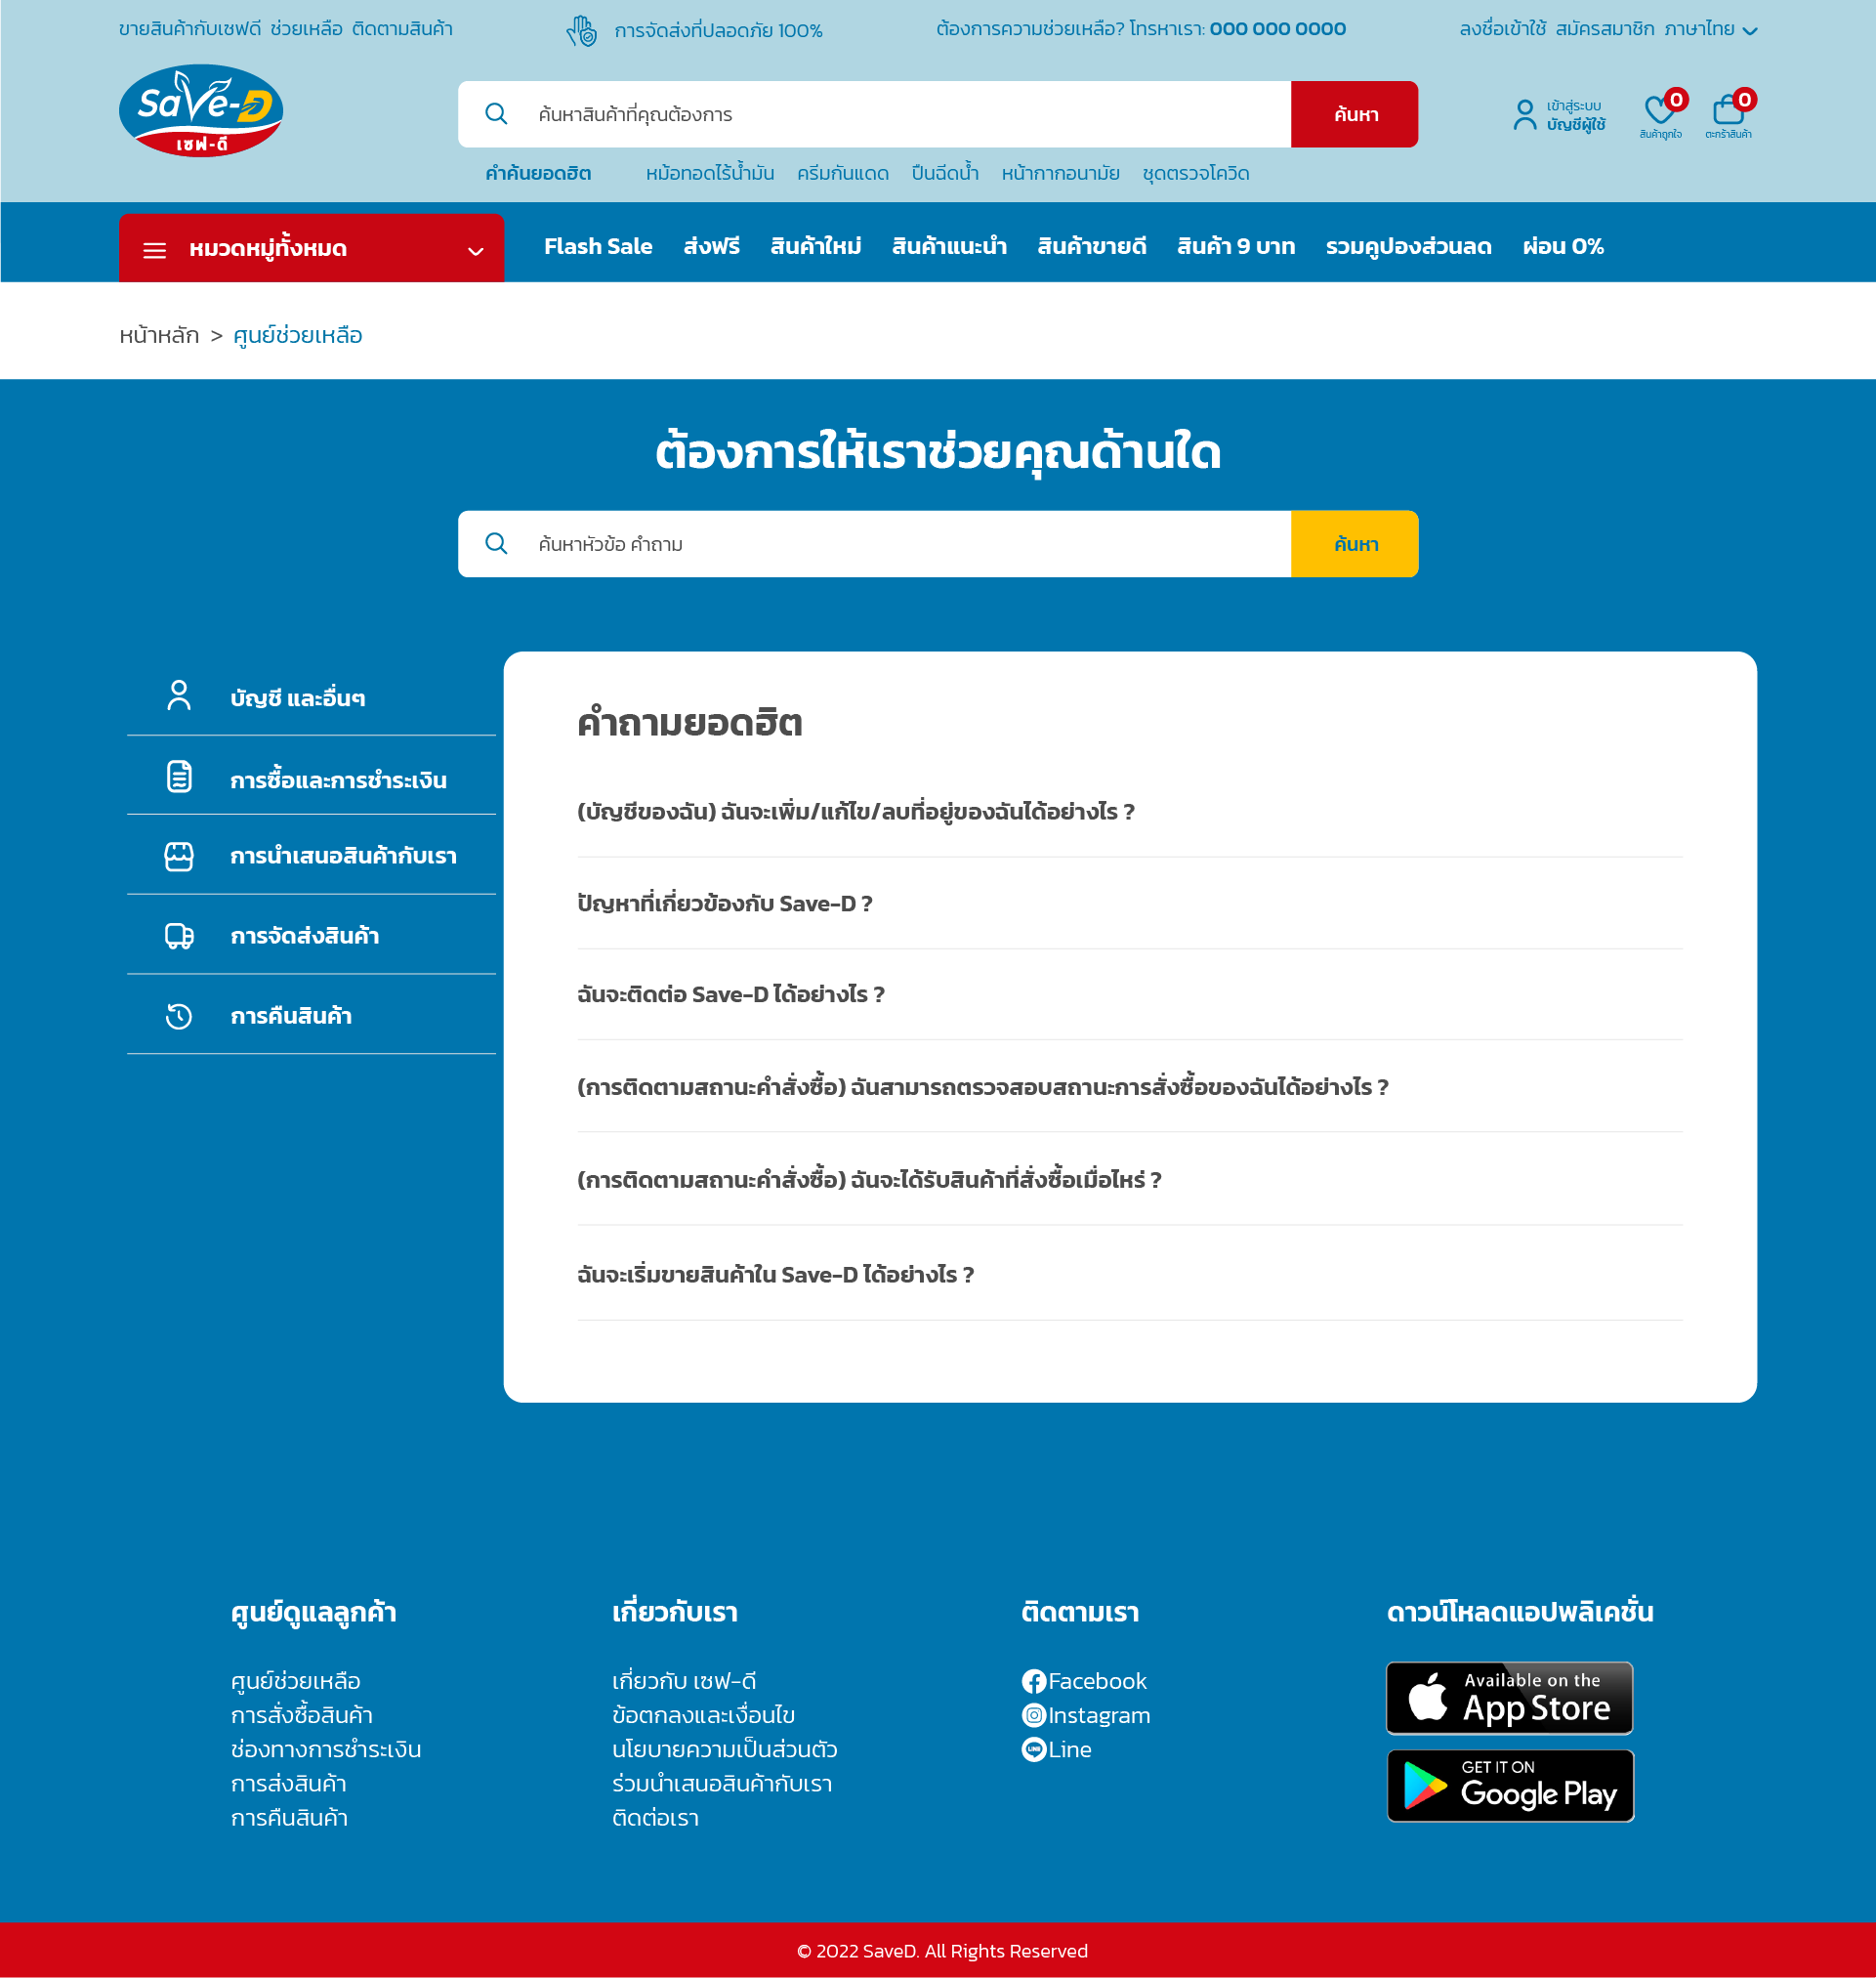 ขายสินค้ากับเซฟดี ช่วยเหลือ ติดตามสินค้า
การจัดส่งที่ปลอดภัย 100%
ต้องการความช่วยเหลือ? โทรหาเรา: 000 000 0000
ลงชื่อเข้าใช้ สมัครสมาชิก ภาษาไทย
SaVe-D
เซฟ-ดี
ค้นหาสินค้าที่คุณต้องการ
ค้นหา
เข้าสู่ระบบ
บัญชีผู้ใช้
0
สินค้าถูกใจ
0
ตะกร้าสินค้า
คำค้นยอดฮิต หม้อทอดไร้น้ำมัน ครีมกันแดด ปืนฉีดน้ำ หน้ากากอนามัย ชุดตรวจโควิด
หมวดหมู่ทั้งหมด
Flash Sale ส่งฟรี สินค้าใหม่ สินค้าแนะนำ สินค้าขายดี สินค้า 9 บาท รวมคูปองส่วนลด ผ่อน 0%
หน้าหลัก > ศูนย์ช่วยเหลือ
ต้องการให้เราช่วยคุณด้านใด
ค้นหาหัวข้อ คำถาม
ค้นหา
บัญชี และอื่นๆ
การซื้อและการชำระเงิน
การนำเสนอสินค้ากับเรา
การจัดส่งสินค้า
การคืนสินค้า
คำถามยอดฮิต
(บัญชีของฉัน) ฉันจะเพิ่ม/แก้ไข/ลบที่อยู่ของฉันได้อย่างไร ?
ปัญหาที่เกี่ยวข้องกับ Save-D ?
ฉันจะติดต่อ Save-D ได้อย่างไร ?
(การติดตามสถานะคำสั่งซื้อ) ฉันสามารถตรวจสอบสถานะการสั่งซื้อของฉันได้อย่างไร ?
(การติดตามสถานะคำสั่งซื้อ) ฉันจะได้รับสินค้าที่สั่งซื้อเมื่อไหร่ ?
ฉันจะเริ่มขายสินค้าใน Save-D ได้อย่างไร ?
ศูนย์ดูแลลูกค้า
ศูนย์ช่วยเหลือ
การสั่งซื้อสินค้า
ช่องทางการชำระเงิน
การส่งสินค้า
การคืนสินค้า
เกี่ยวกับเรา
เกี่ยวกับ เซฟ-ดี
ข้อตกลงและเงื่อนไข
นโยบายความเป็นส่วนตัว
ร่วมนำเสนอสินค้ากับเรา
ติดต่อเรา
ติดตามเรา
Facebook
Instagram
LINE Line
ดาวน์โหลดแอปพลิเคชั่น
Available on the
App Store
GET IT ON
Google Play
© 2022 SaveD. All Rights Reserved